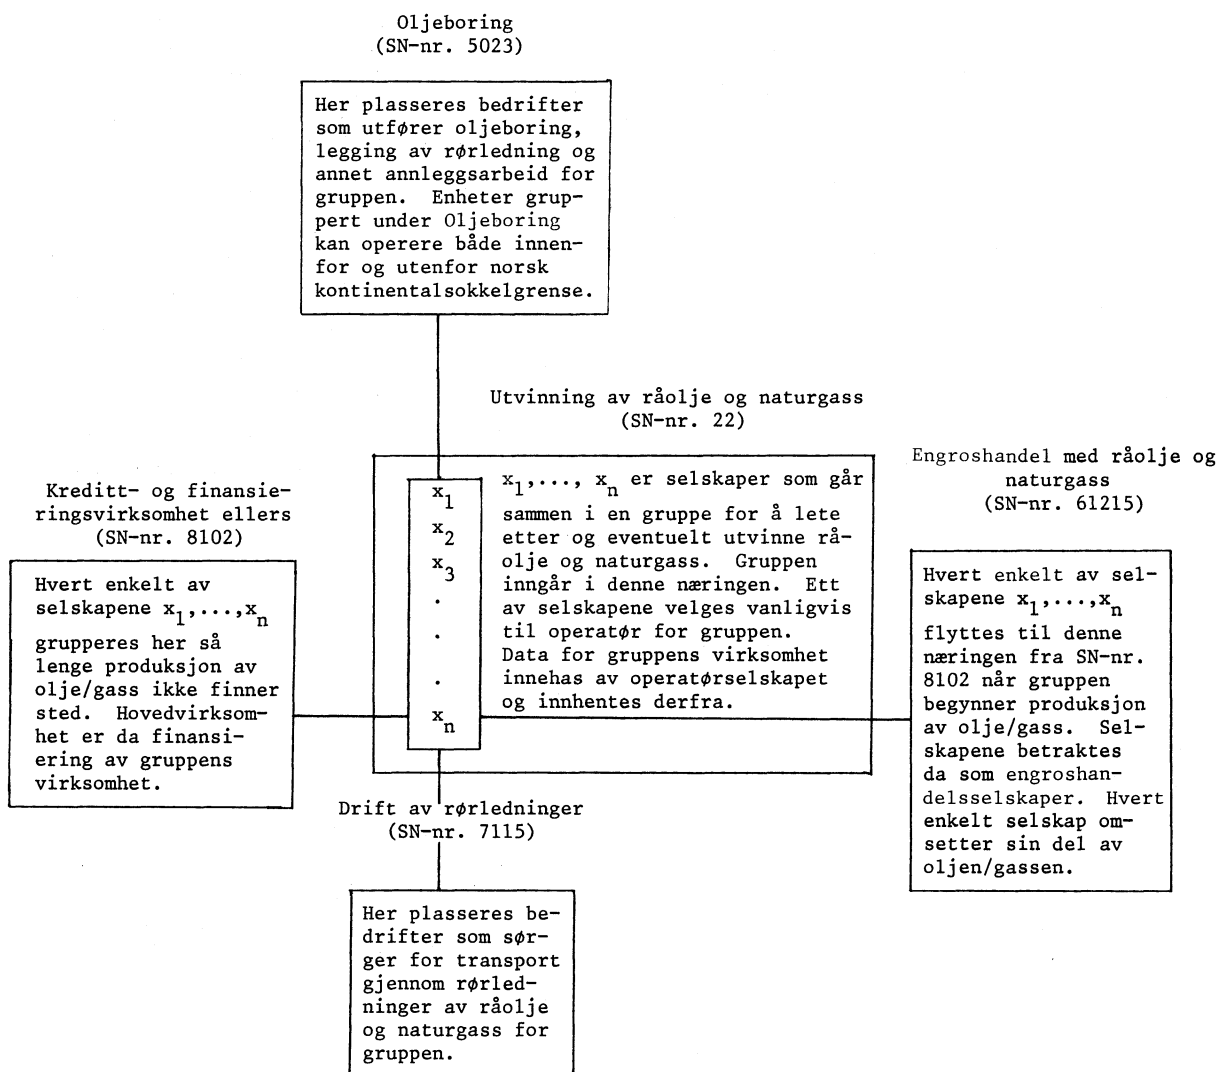 Oljeboring
(SN-nr. 5023)
Her plasseres bedrifter
som utfører oljeboring,
legging av rørledning og
annet annleggsarbeid for
gruppen. Enheter grup-
pert under Oljeboring
kan operere både innen-
for og utenfor norsk
kontinentalsokkelgrense.
Utvinning av råolje og naturgass
(SN-nr. 22)
x1
x2
x3
.
.
.
xn
x1,..., xn er selskaper som går
sammen i en gruppe for å lete
etter og eventuelt utvinne rå-
olje og naturgass. Gruppen
inngår i denne næringen. Ett
av selskapene velges vanligvis
til operatør for gruppen.
Data for gruppens virksomhet
innehas av operatørselskapet
og innhentes derfra.
Kreditt- og finansie-
ringsvirksomhet ellers
(SN-nr. 8102)
Hvert enkelt av
selskapene x1,...,xn
grupperes her så
lenge produksjon av
olje/gass ikke finner
sted. Hovedvirksom-
het er da finansi-
ering av gruppens
virksomhet.
Engroshandel med råolje og
naturgass
(SN-nr. 61215)
Hvert enkelt av sel-
skapene x1,...,xn
flyttes til denne
næringen fra SN-nr.
8102 når gruppen
begynner produksjon
av olje/gass. Sel-
skapene betraktes
da som engroshan-
delsselskaper. Hvert
enkelt selskap om-
setter sin del av
oljen/gassen.
Drift av rørledninger
(SN-nr. 7115)
Her plasseres be-
drifter som sør-
ger for transport
gjennom rørled-
ninger av råolje
og naturgass for
gruppen.